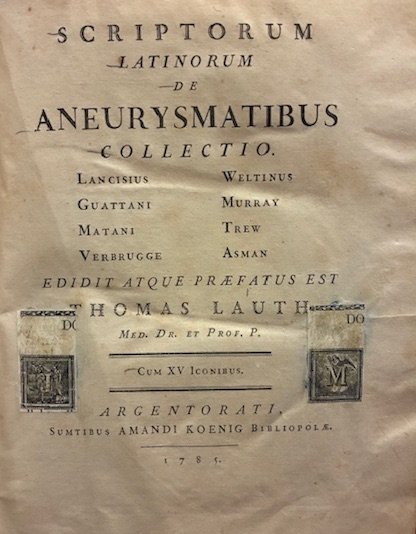 SCRIPTORUM
LATINORUM
DE
ANEURYSMATIBUS
COLLECTIO.
LANCISIUS WELTINUS
GUATTANI MURRAY
MATANI TREW
VERBRUGGE ASMAN
EDIDIT ATQUE PRÆFATUS EST
THOMAS LAUTH
MED. DR. ET PROF. P.
DO DO
M
CUM XV ICONIBUS.
ARGENTORATI,
SUMTIBUS AMANDI KOENIG BIBLIOPOLÆ.
1785.